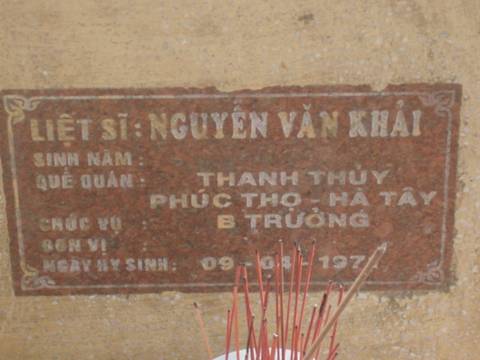 LIỆT SĨ: NGUYỄN VĂN KHẢI
SINH NĂM :
QUÊ QUÁN : THANH THỦY
PHÚC THỌ - HÀ TÂY
CHỨC VỤ : B TRƯỞNG
ĐƠN VỊ :
NGÀY HY SINH: 09 - 04 - 197